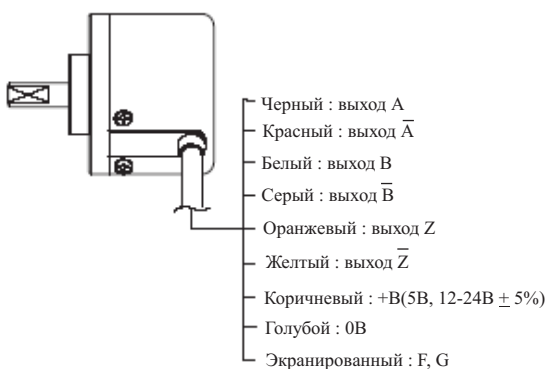 Черный : выход A
Красный : выход A̅
Белый : выход B
Серый : выход B̅
Оранжевый : выход Z
Желтый : выход Z̅
Коричневый : +В(5В, 12-24В ± 5%)
Голубой : 0В
Экранированный : F, G